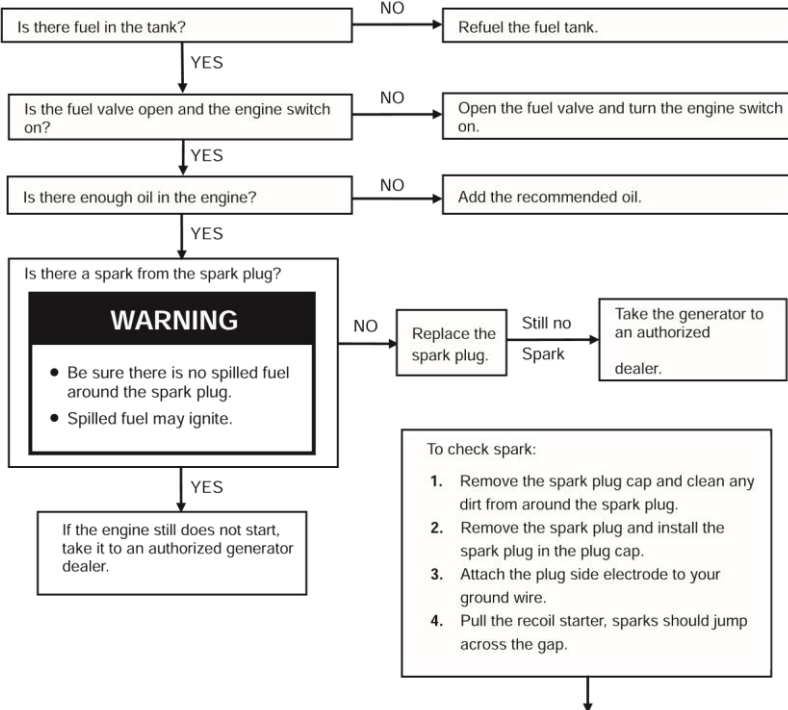 Is there fuel in the tank?
NO
Refuel the fuel tank.
YES
Is the fuel valve open and the engine switch
on?
NO
Open the fuel valve and turn the engine switch
on.
YES
Is there enough oil in the engine?
NO
Add the recommended oil.
YES
Is there a spark from the spark plug?
WARNING
● Be sure there is no spilled fuel
around the spark plug.
● Spilled fuel may ignite.
NO
Replace the
spark plug.
Still no
Spark
Take the generator to
an authorized
dealer.
YES
If the engine still does not start,
take it to an authorized generator
dealer.
To check spark:
1. Remove the spark plug cap and clean any
dirt from around the spark plug.
2. Remove the spark plug and install the
spark plug in the plug cap.
3. Attach the plug side electrode to your
ground wire.
4. Pull the recoil starter, sparks should jump
across the gap.